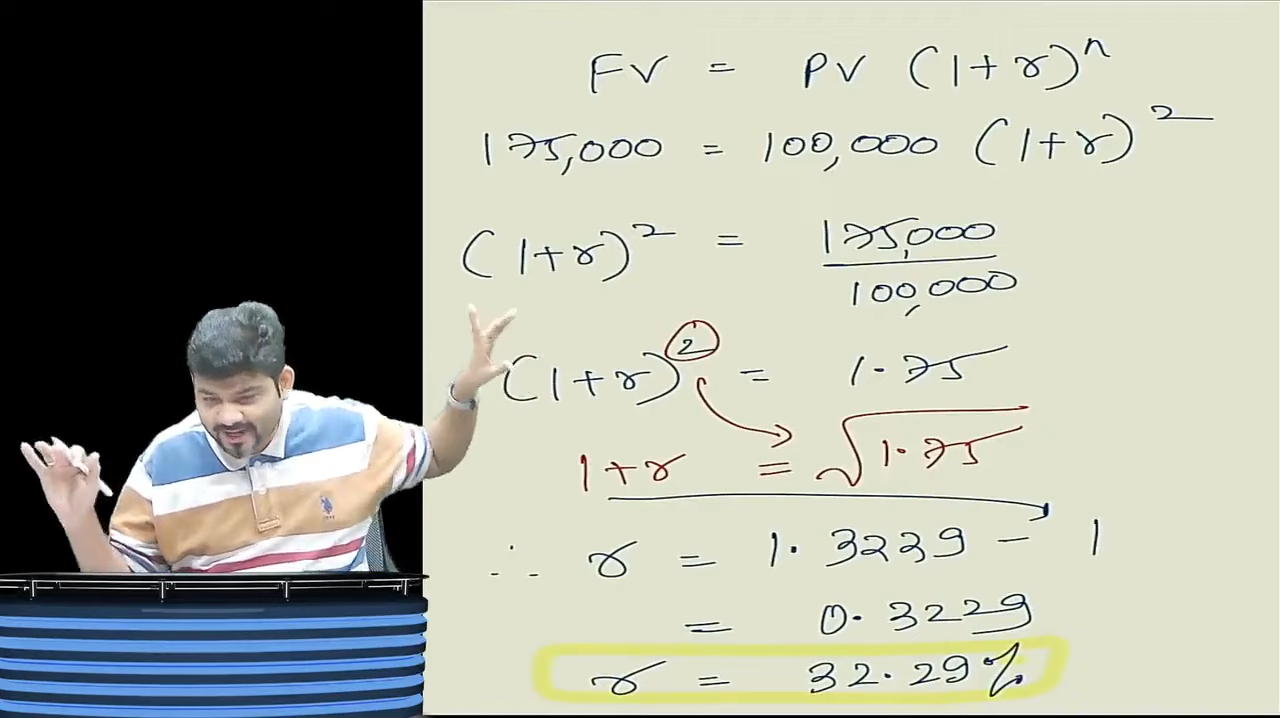 FV = PV (1+r)^n
175,000 = 100,000 (1+r)^2
(1+r)^2 = 175,000 / 100,000
(1+r)^2 = 1.75
1+r = √1.75
∴ r = 1.3229 - 1
= 0.3229
r = 32.29%